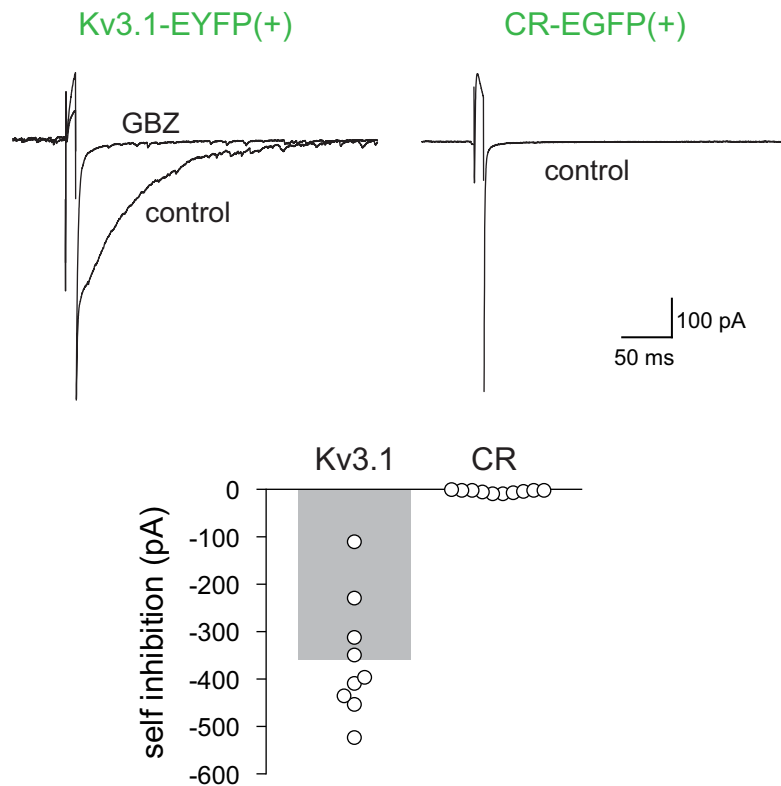 Kv3.1-EYFP(+) CR-EGFP(+)
GBZ
control
control
100 pA
50 ms
Kv3.1 CR
self inhibition (pA)
0
-100
-200
-300
-400
-500
-600